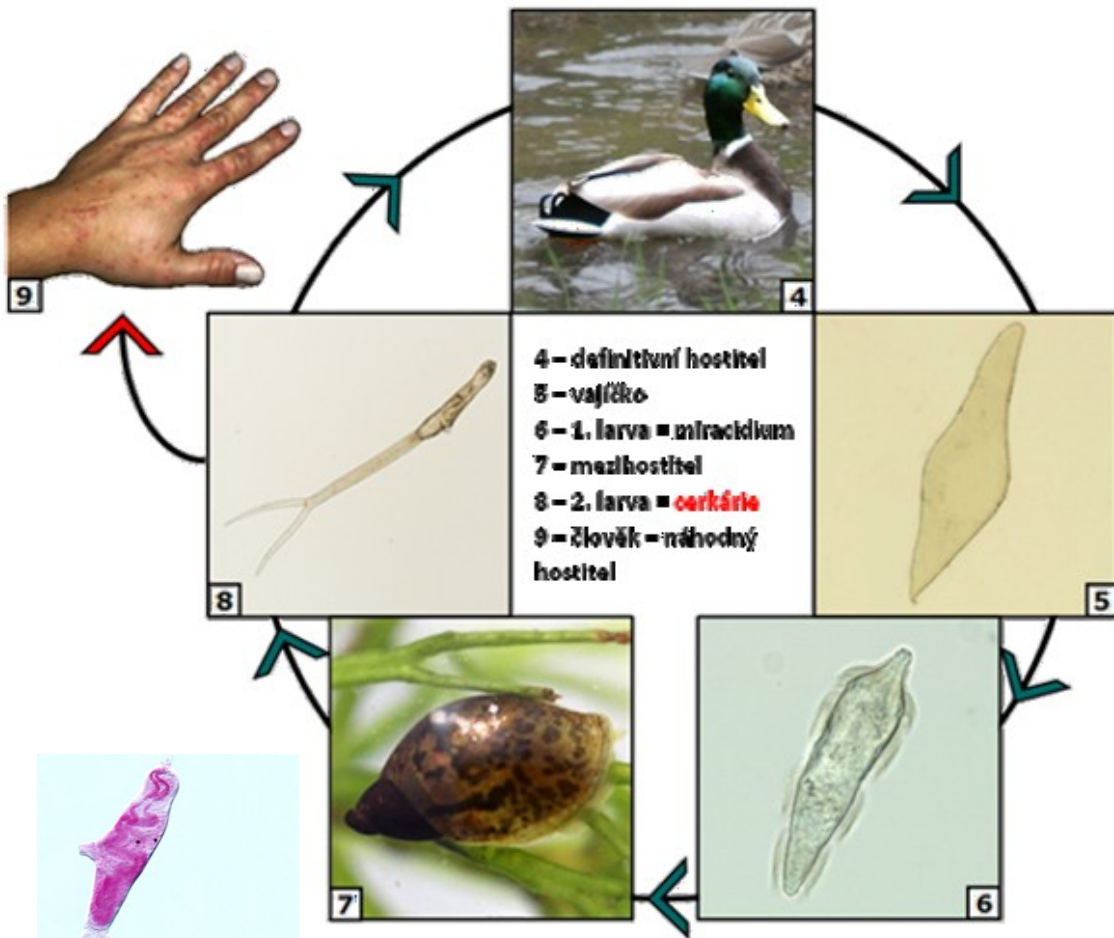 9
4
4 – definitivní hostitel
5 – vajíčko
6 – 1. larva = miracidium
7 – mezihostitel
8 – 2. larva = cerkárie
9 – člověk – náhodný
hostitel
8
5
7
6